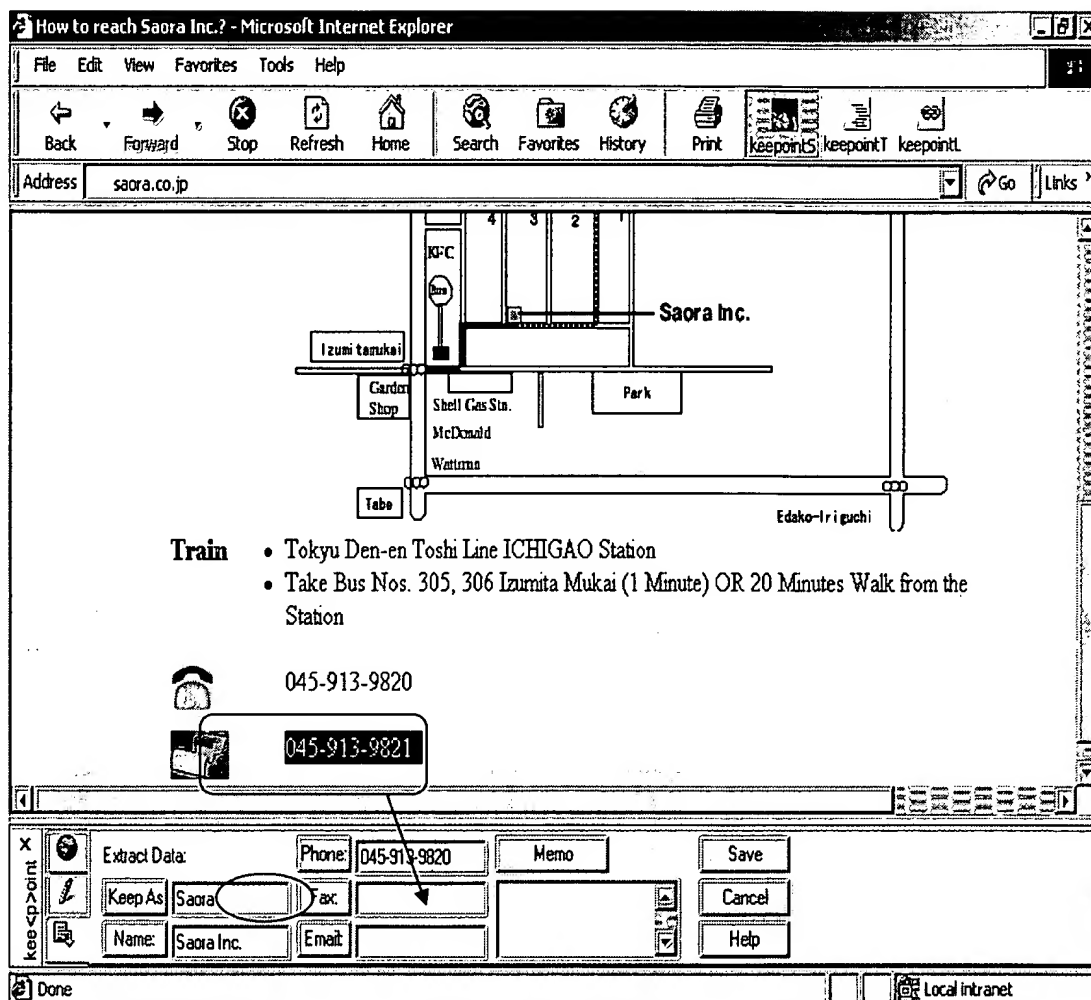 How to reach Saora Inc.? - Microsoft Internet Explorer
File Edit View Favorites Tools Help
Back Forward Stop Refresh Home Search Favorites History Print keepointS keepointT keepointL
Address saora.co.jp Go Links »
4 3 2 1
KFC
Bus
Saora Inc.
Izumi tamukai
Garden
Shop
Shell Gas Stn.
Park
McDonald
Tabe
Edako-Iriguchi
Train • Tokyu Den-en Toshi Line ICHIGAO Station
• Take Bus Nos. 305, 306 Izumita Mukai (1 Minute) OR 20 Minutes Walk from the
Station
045-913-9820
045-913-9821
x
kee<p>oint
Extract Data: Phone: 045-913-9820 Memo Save
Keep As Saora Fax: Cancel
Name: Saora Inc. Email: Help
Done Local intranet